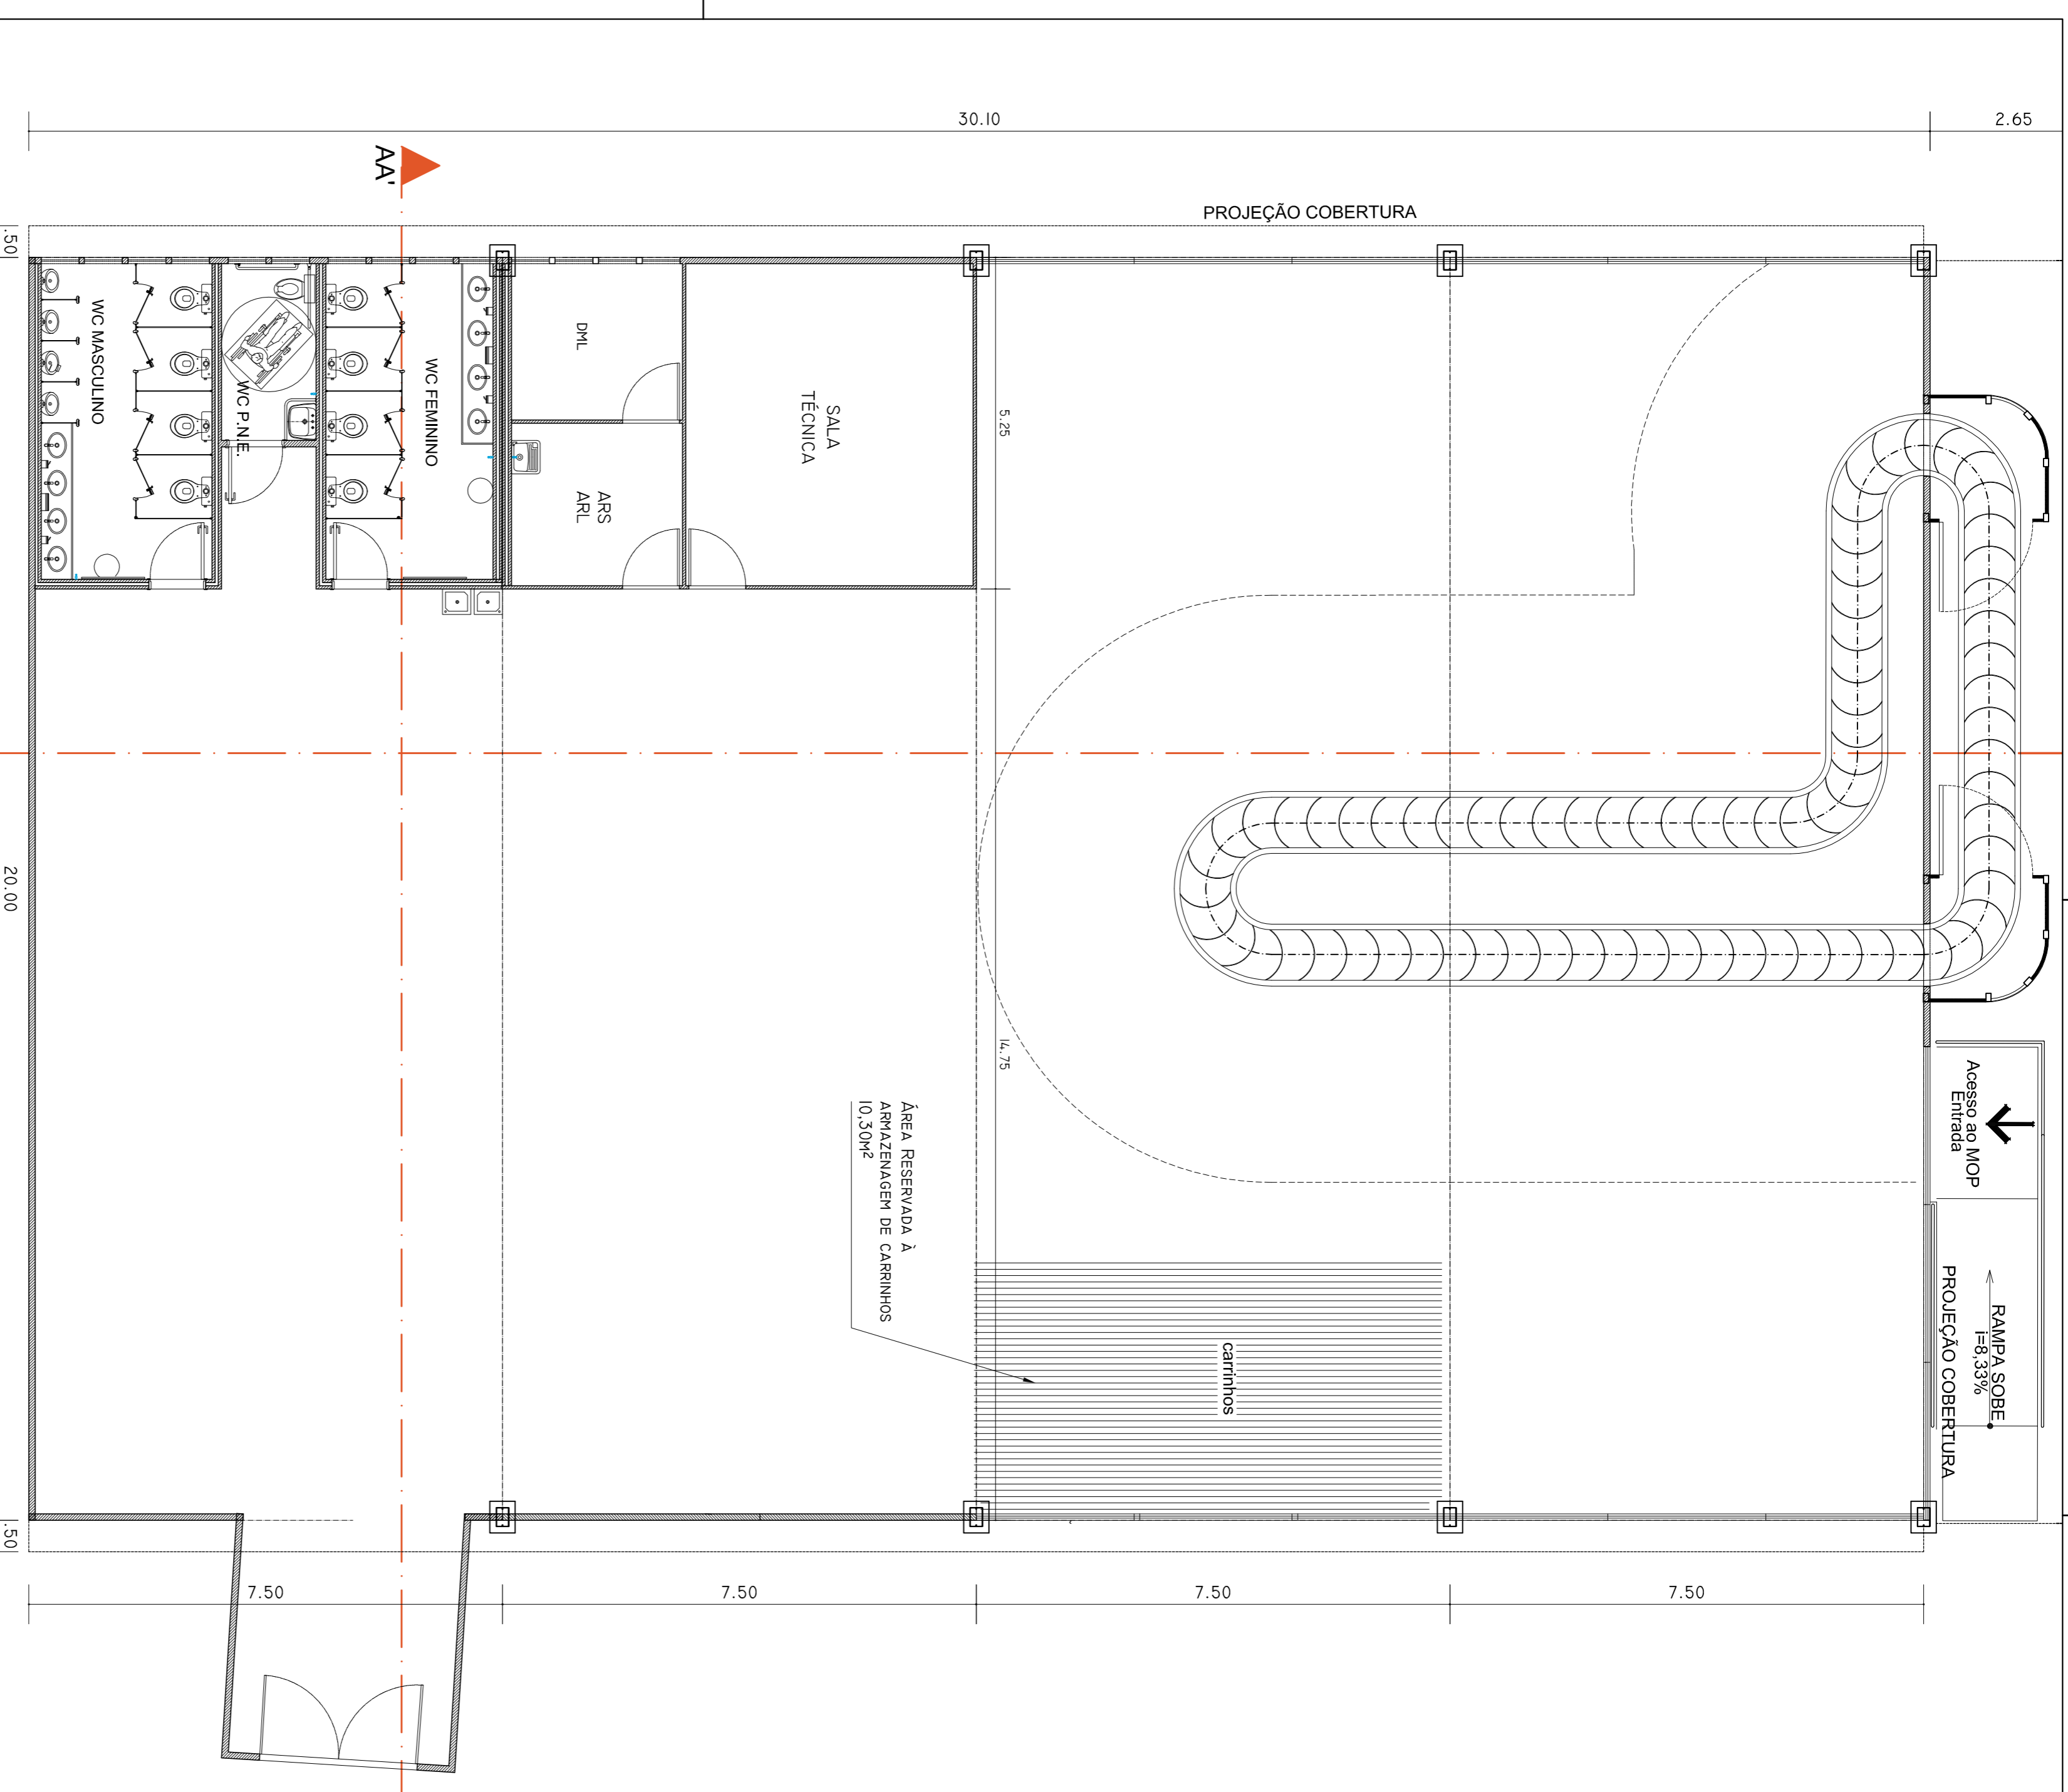 30.10
2.65
AA'
PROJEÇÃO COBERTURA
.50
WC MASCULINO
WC P.N.E.
WC FEMININO
DML
SALA
TÉCNICA
ARS
ARL
5.25
20.00
14.75
ÁREA RESERVADA À
ARMAZENAGEM DE CARRINHOS
10,30M²
carrinhos
Acesso ao MOP
Entrada
RAMPA SOBE
i=8,33%
PROJEÇÃO COBERTURA
.50
7.50
7.50
7.50
7.50